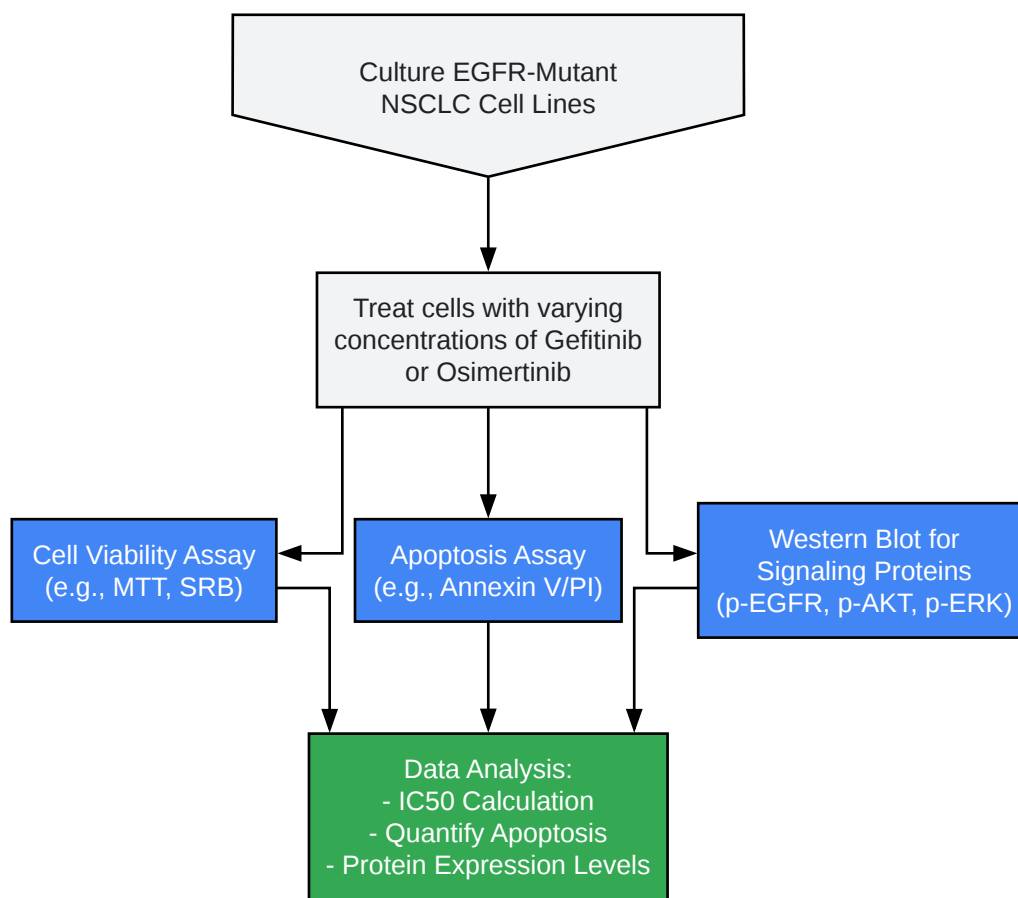 Culture EGFR-Mutant
NSCLC Cell Lines
Treat cells with varying
concentrations of Gefitinib
or Osimertinib
Cell Viability Assay
(e.g., MTT, SRB)
Apoptosis Assay
(e.g., Annexin V/PI)
Western Blot for
Signaling Proteins
(p-EGFR, p-AKT, p-ERK)
Data Analysis:
- IC50 Calculation
- Quantify Apoptosis
- Protein Expression Levels